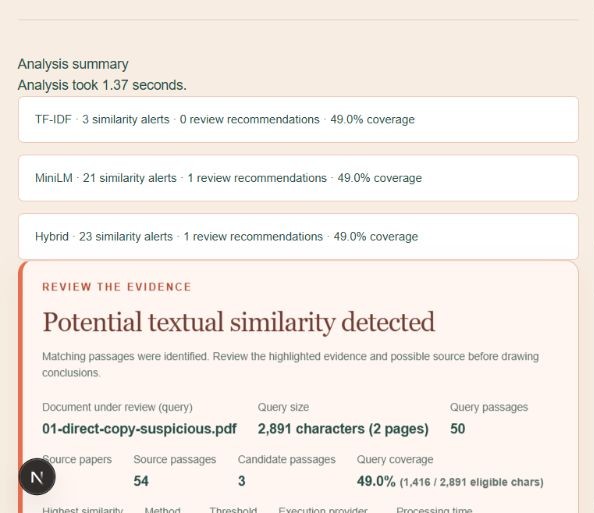 Analysis summary
Analysis took 1.37 seconds.
TF-IDF · 3 similarity alerts · 0 review recommendations · 49.0% coverage
MiniLM · 21 similarity alerts · 1 review recommendations · 49.0% coverage
Hybrid · 23 similarity alerts · 1 review recommendations · 49.0% coverage
REVIEW THE EVIDENCE
Potential textual similarity detected
Matching passages were identified. Review the highlighted evidence and possible source before drawing
conclusions.
Document under review (query) Query size Query passages
01-direct-copy-suspicious.pdf 2,891 characters (2 pages) 50
Source papers Source passages Candidate passages Query coverage
N 54 3 49.0% (1,416 / 2,891 eligible chars)
Highest similarity Method Threshold Execution provider Processing time